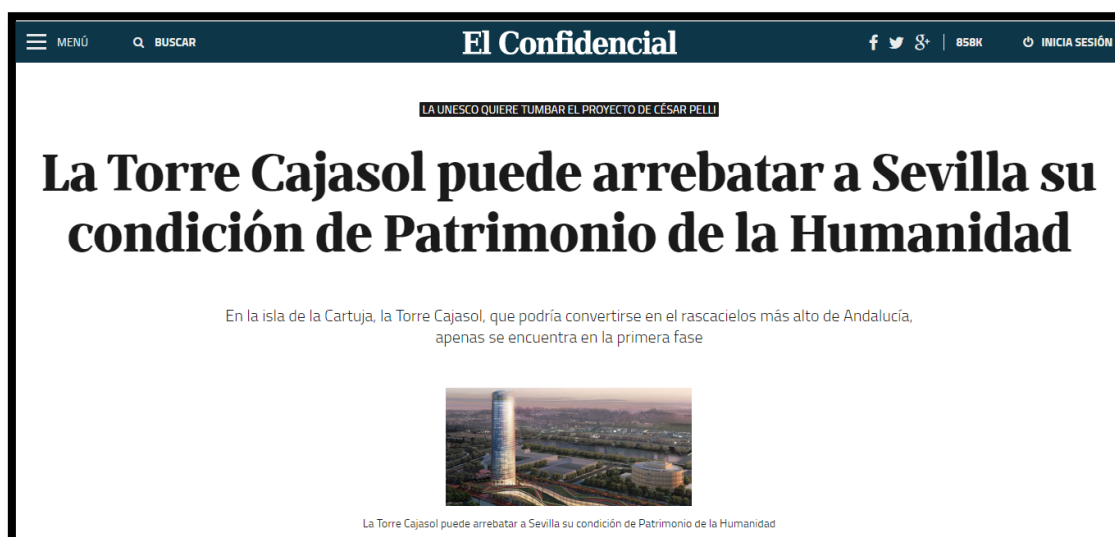 MENÚ BUSCAR El Confidencial 858K INICIA SESIÓN
LA UNESCO QUIERE TUMBAR EL PROYECTO DE CÉSAR PELLI
La Torre Cajasol puede arrebatar a Sevilla su
condición de Patrimonio de la Humanidad
En la isla de la Cartuja, la Torre Cajasol, que podría convertirse en el rascacielos más alto de Andalucía,
apenas se encuentra en la primera fase
La Torre Cajasol puede arrebatar a Sevilla su condición de Patrimonio de la Humanidad